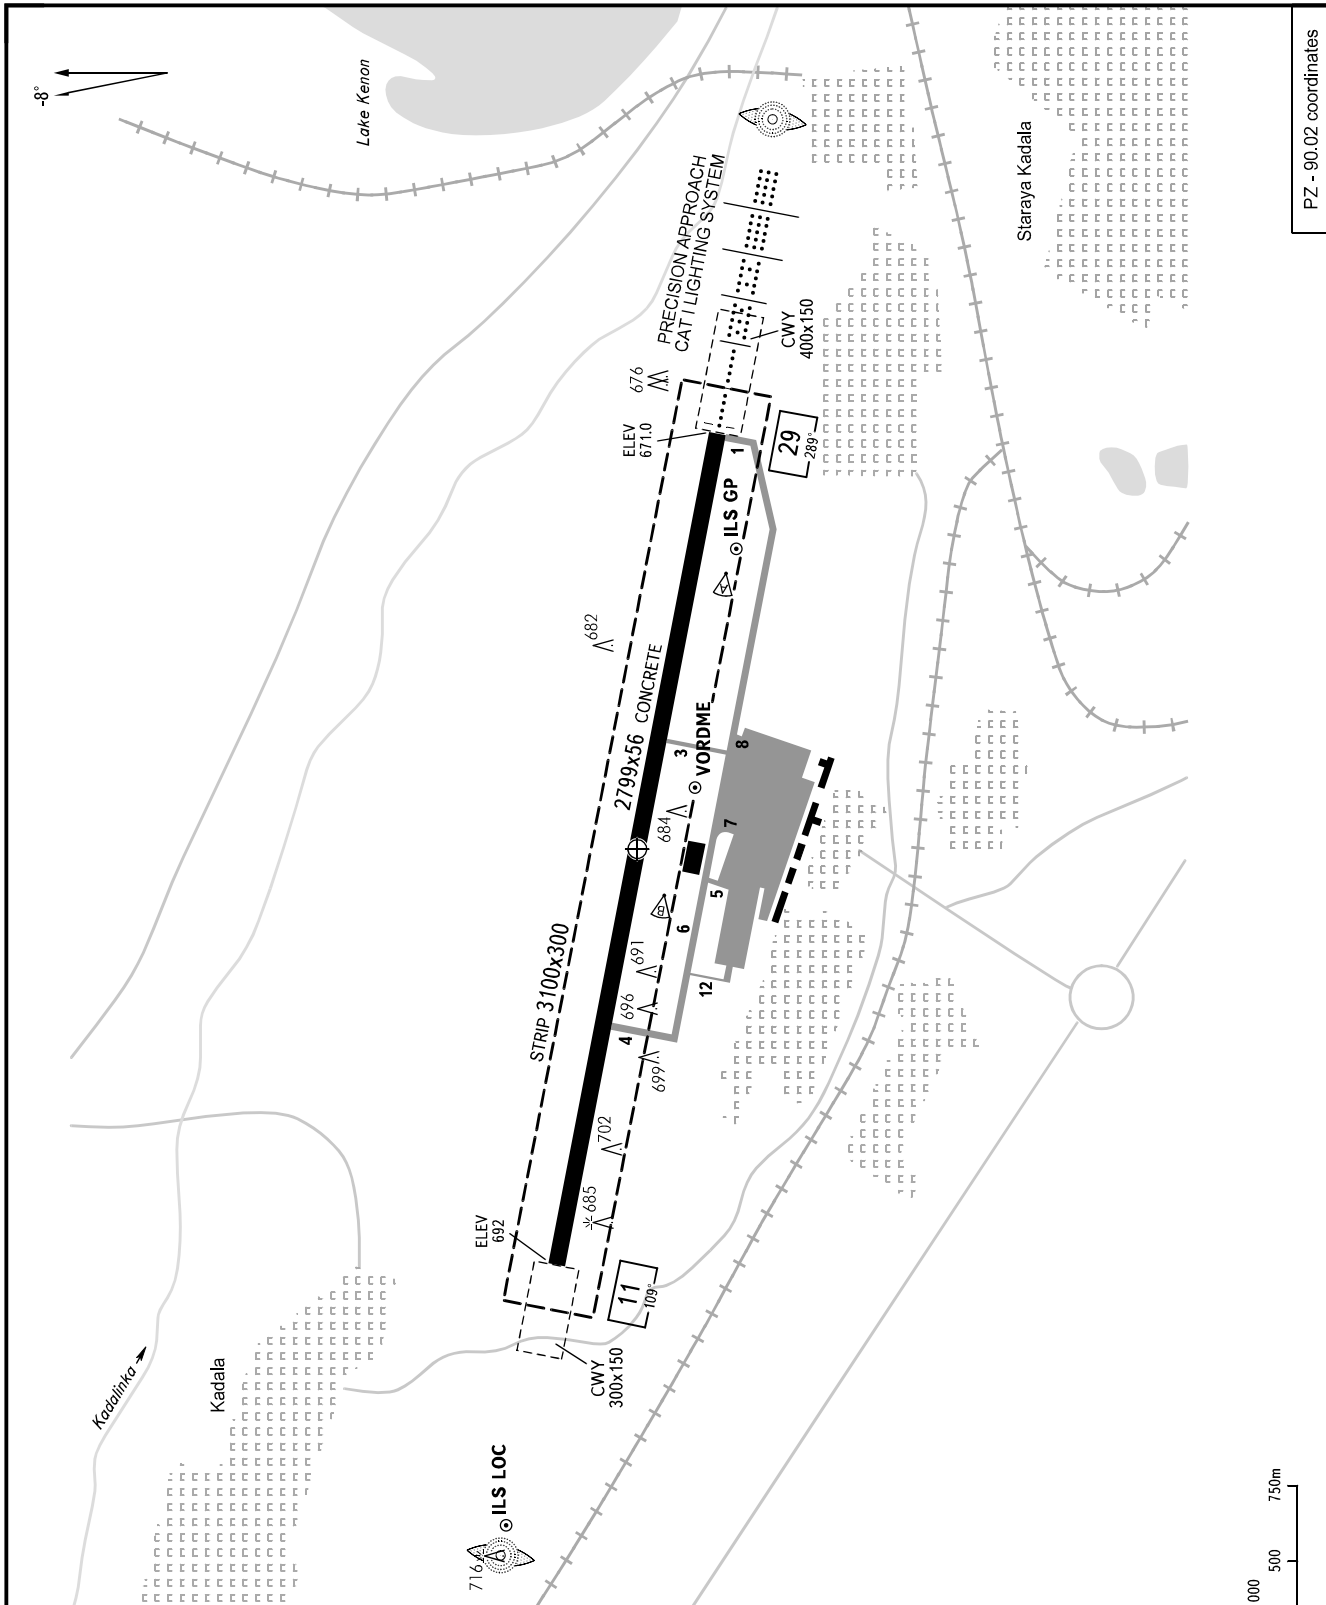 -8°
Lake Kenon
PRECISION APPROACH
CAT I LIGHTING SYSTEM
Staraya Kadala
PZ - 90.02 coordinates
CWY
400x150
676
ELEV
671.0
29
289°
1
ILS GP
682
2799x56 CONCRETE
VORDME
3
8
684
7
5
6
691
STRIP 3100x300
696
12
4
699
702
685
ELEV
692
11
109°
CWY
300x150
Kadalinka
Kadala
ILS LOC
716
750m
500
000
A
B